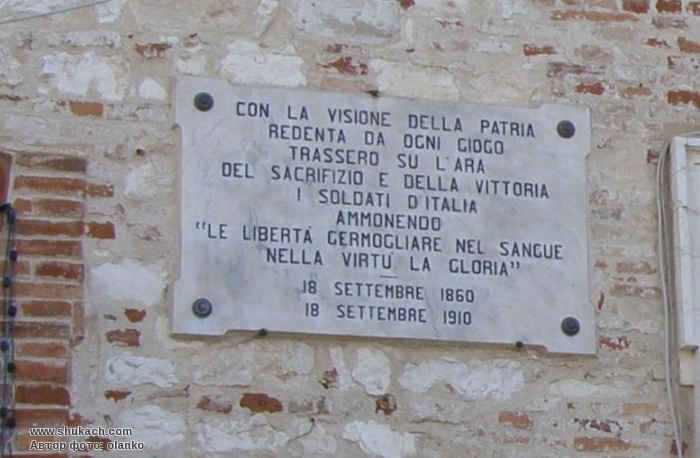 CON LA VISIONE DELLA PATRIA
REDENTA DA OGNI GIOGO
TRASSERO SU L'ARA
DEL SACRIFIZIO E DELLA VITTORIA
I SOLDATI D'ITALIA
AMMONENDO
"LE LIBERTÀ GERMOGLIARE NEL SANGUE
NELLA VIRTÙ LA GLORIA"
18 SETTEMBRE 1860
18 SETTEMBRE 1910
www.shukach.com
Автор фото: olanko